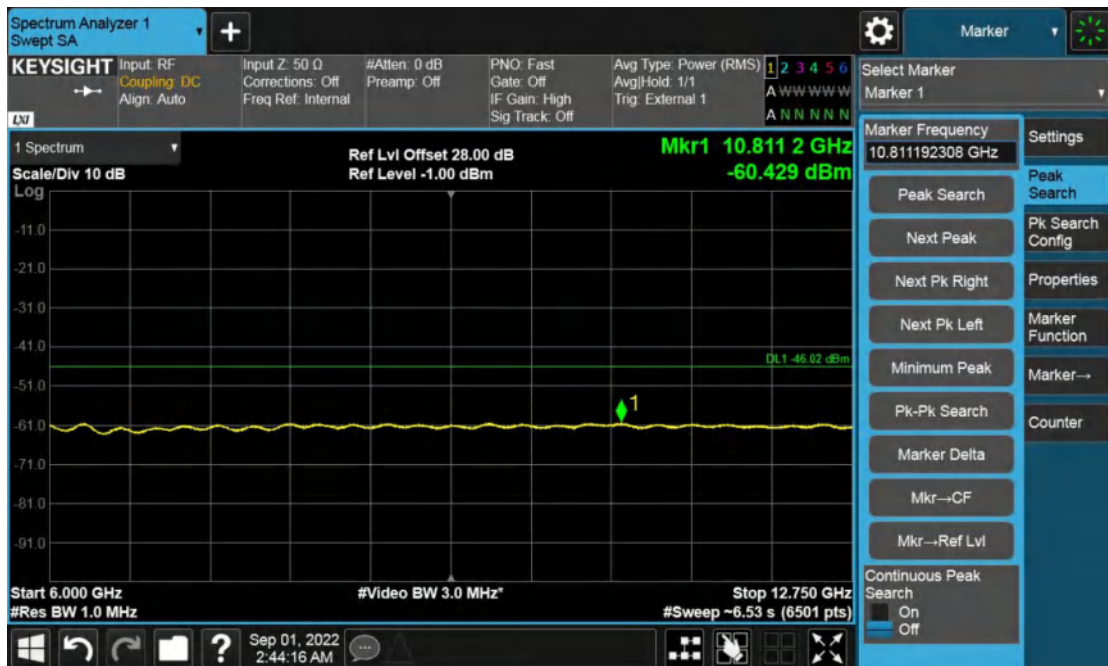 Spectrum Analyzer 1
Swept SA
+
Marker
KEYSIGHT
Input: RF
Coupling: DC
Align: Auto
Input Z: 50 Ω
Corrections: Off
Freq Ref: Internal
#Atten: 0 dB
Preamp: Off
PNO: Fast
Gate: Off
IF Gain: High
Sig Track: Off
Avg Type: Power (RMS)
Avg|Hold: 1/1
Trig: External 1
1 2 3 4 5 6
A W W W W W
A N N N N N
LXI
Select Marker
Marker 1
1 Spectrum
Scale/Div 10 dB
Ref Lvl Offset 28.00 dB
Ref Level -1.00 dBm
Mkr1 10.811 2 GHz
-60.429 dBm
Log
-11.0
-21.0
-31.0
-41.0
-51.0
-61.0
-71.0
-81.0
-91.0
DL1 -46.02 dBm
1
Start 6.000 GHz
#Res BW 1.0 MHz
#Video BW 3.0 MHz*
Stop 12.750 GHz
#Sweep ~6.53 s (6501 pts)
Marker Frequency
10.811192308 GHz
Peak Search
Next Peak
Next Pk Right
Next Pk Left
Minimum Peak
Pk-Pk Search
Marker Delta
Mkr→CF
Mkr→Ref Lvl
Continuous Peak
Search
On
Off
Settings
Peak
Search
Pk Search
Config
Properties
Marker
Function
Marker→
Counter
?
Sep 01, 2022
2:44:16 AM